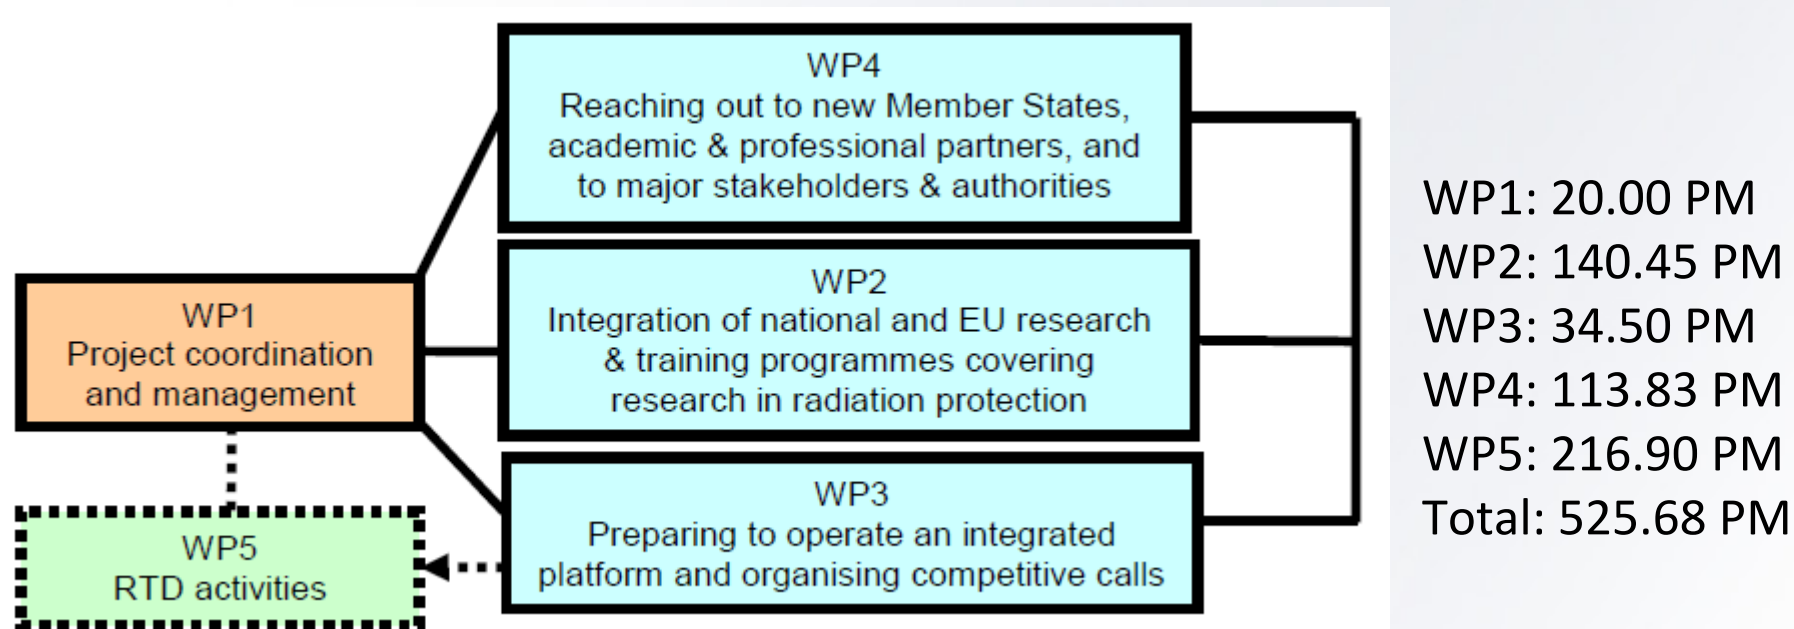 WP4
Reaching out to new Member States,
academic & professional partners, and
to major stakeholders & authorities
WP2
Integration of national and EU research
& training programmes covering
research in radiation protection
WP1
Project coordination
and management
WP3
Preparing to operate an integrated
platform and organising competitive calls
WP5
RTD activities
WP1: 20.00 PM
WP2: 140.45 PM
WP3: 34.50 PM
WP4: 113.83 PM
WP5: 216.90 PM
Total: 525.68 PM